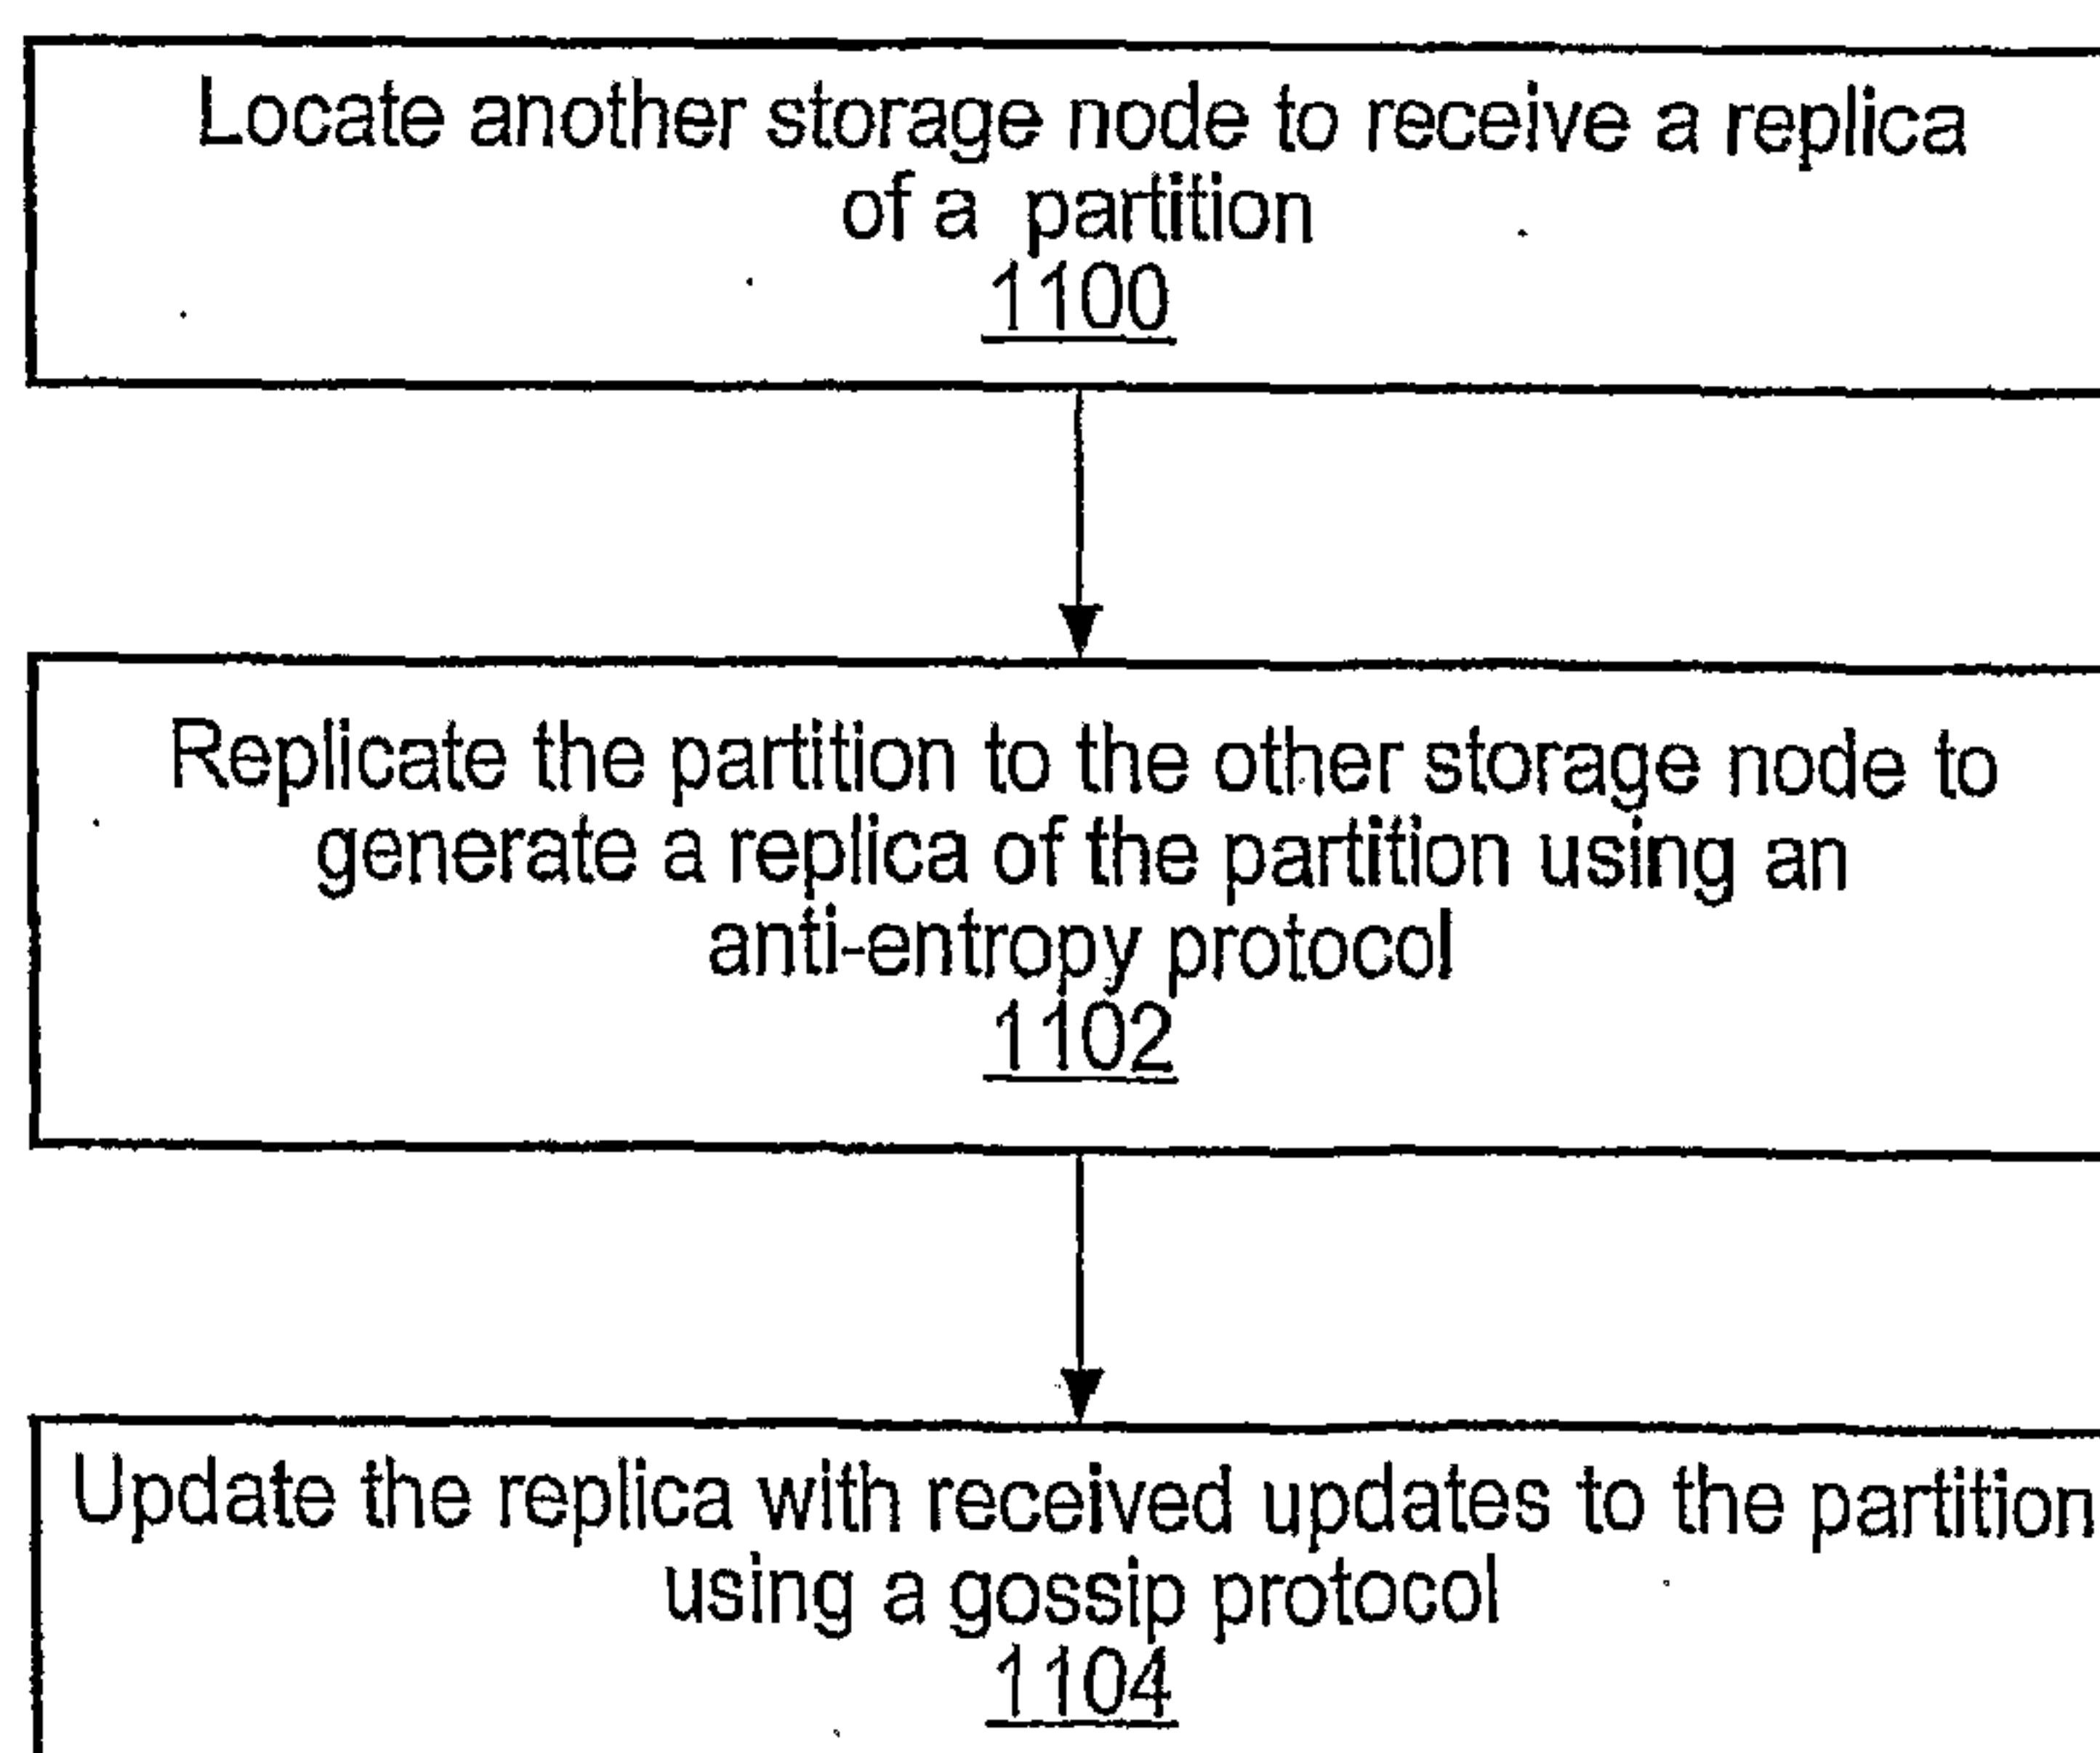 Locate another storage node to receive a replica
of a partition
1100
Replicate the partition to the other storage node to
generate a replica of the partition using an
anti-entropy protocol
1102
Update the replica with received updates to the partition
using a gossip protocol
1104